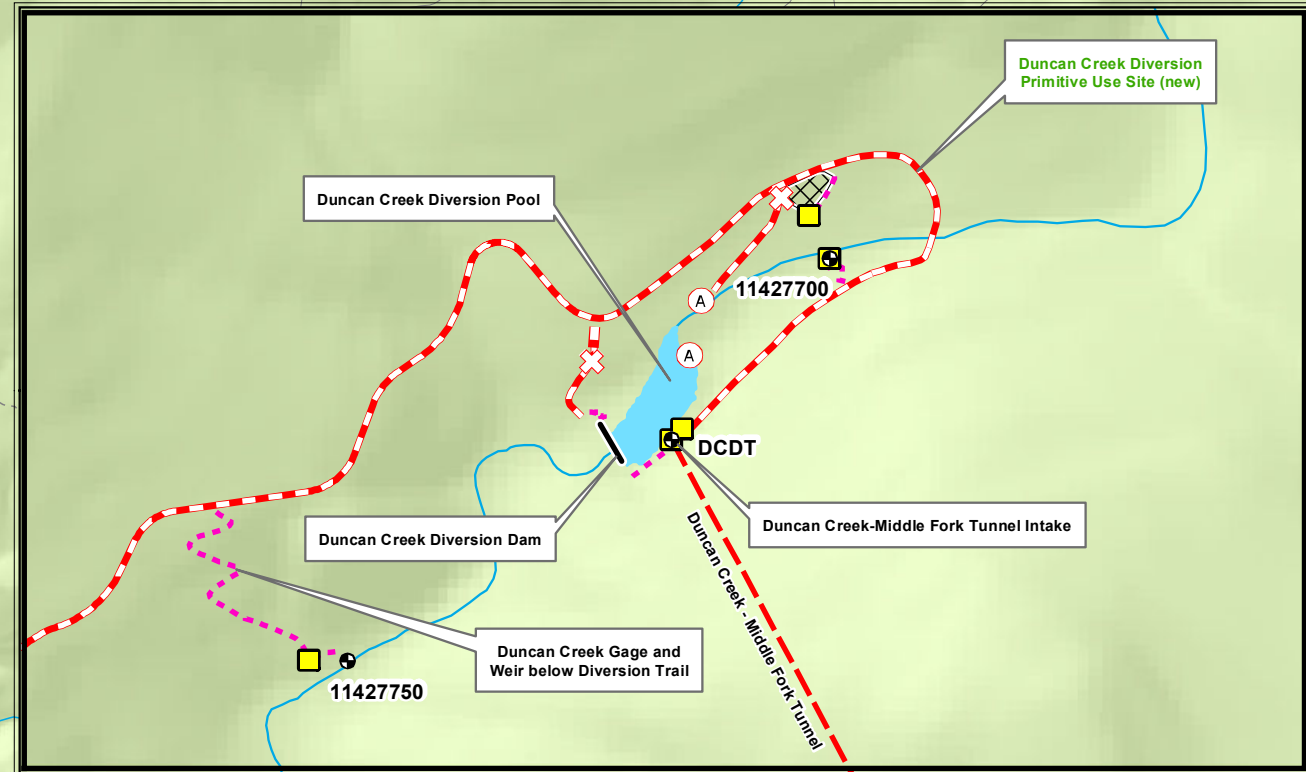 Duncan Creek Diversion
Primitive Use Site (new)
Duncan Creek Diversion Pool
11427700
A
A
DCDT
Duncan Creek-Middle Fork Tunnel Intake
Duncan Creek Diversion Dam
Duncan Creek - Middle Fork Tunnel
Duncan Creek Gage and
Weir below Diversion Trail
11427750